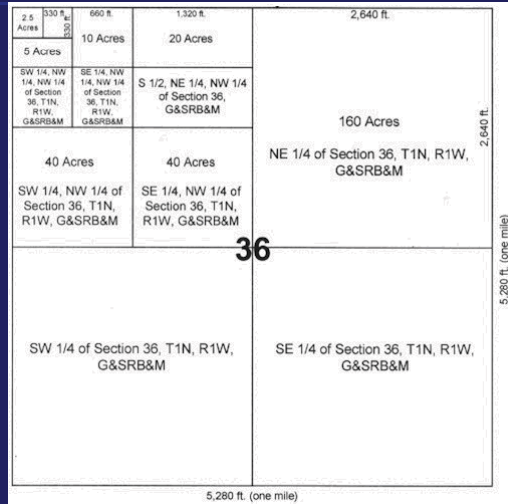 2.5
Acres
330 ft.
330 ft.
660 ft.
1,320 ft.
2,640 ft.
10 Acres
20 Acres
5 Acres
SW 1/4, NW
1/4, NW 1/4
of Section
36, T1N,
R1W,
G&SRB&M
SE 1/4, NW
1/4, NW 1/4
of Section
36, T1N,
R1W,
G&SRB&M
S 1/2, NE 1/4, NW 1/4
of Section 36,
G&SRB&M
160 Acres
NE 1/4 of Section 36, T1N, R1W,
G&SRB&M
2,640 ft.
40 Acres
SW 1/4, NW 1/4 of
Section 36, T1N,
R1W, G&SRB&M
40 Acres
SE 1/4, NW 1/4 of
Section 36, T1N,
R1W, G&SRB&M
36
5,280 ft. (one mile)
SW 1/4 of Section 36, T1N, R1W,
G&SRB&M
SE 1/4 of Section 36, T1N, R1W,
G&SRB&M
5,280 ft. (one mile)